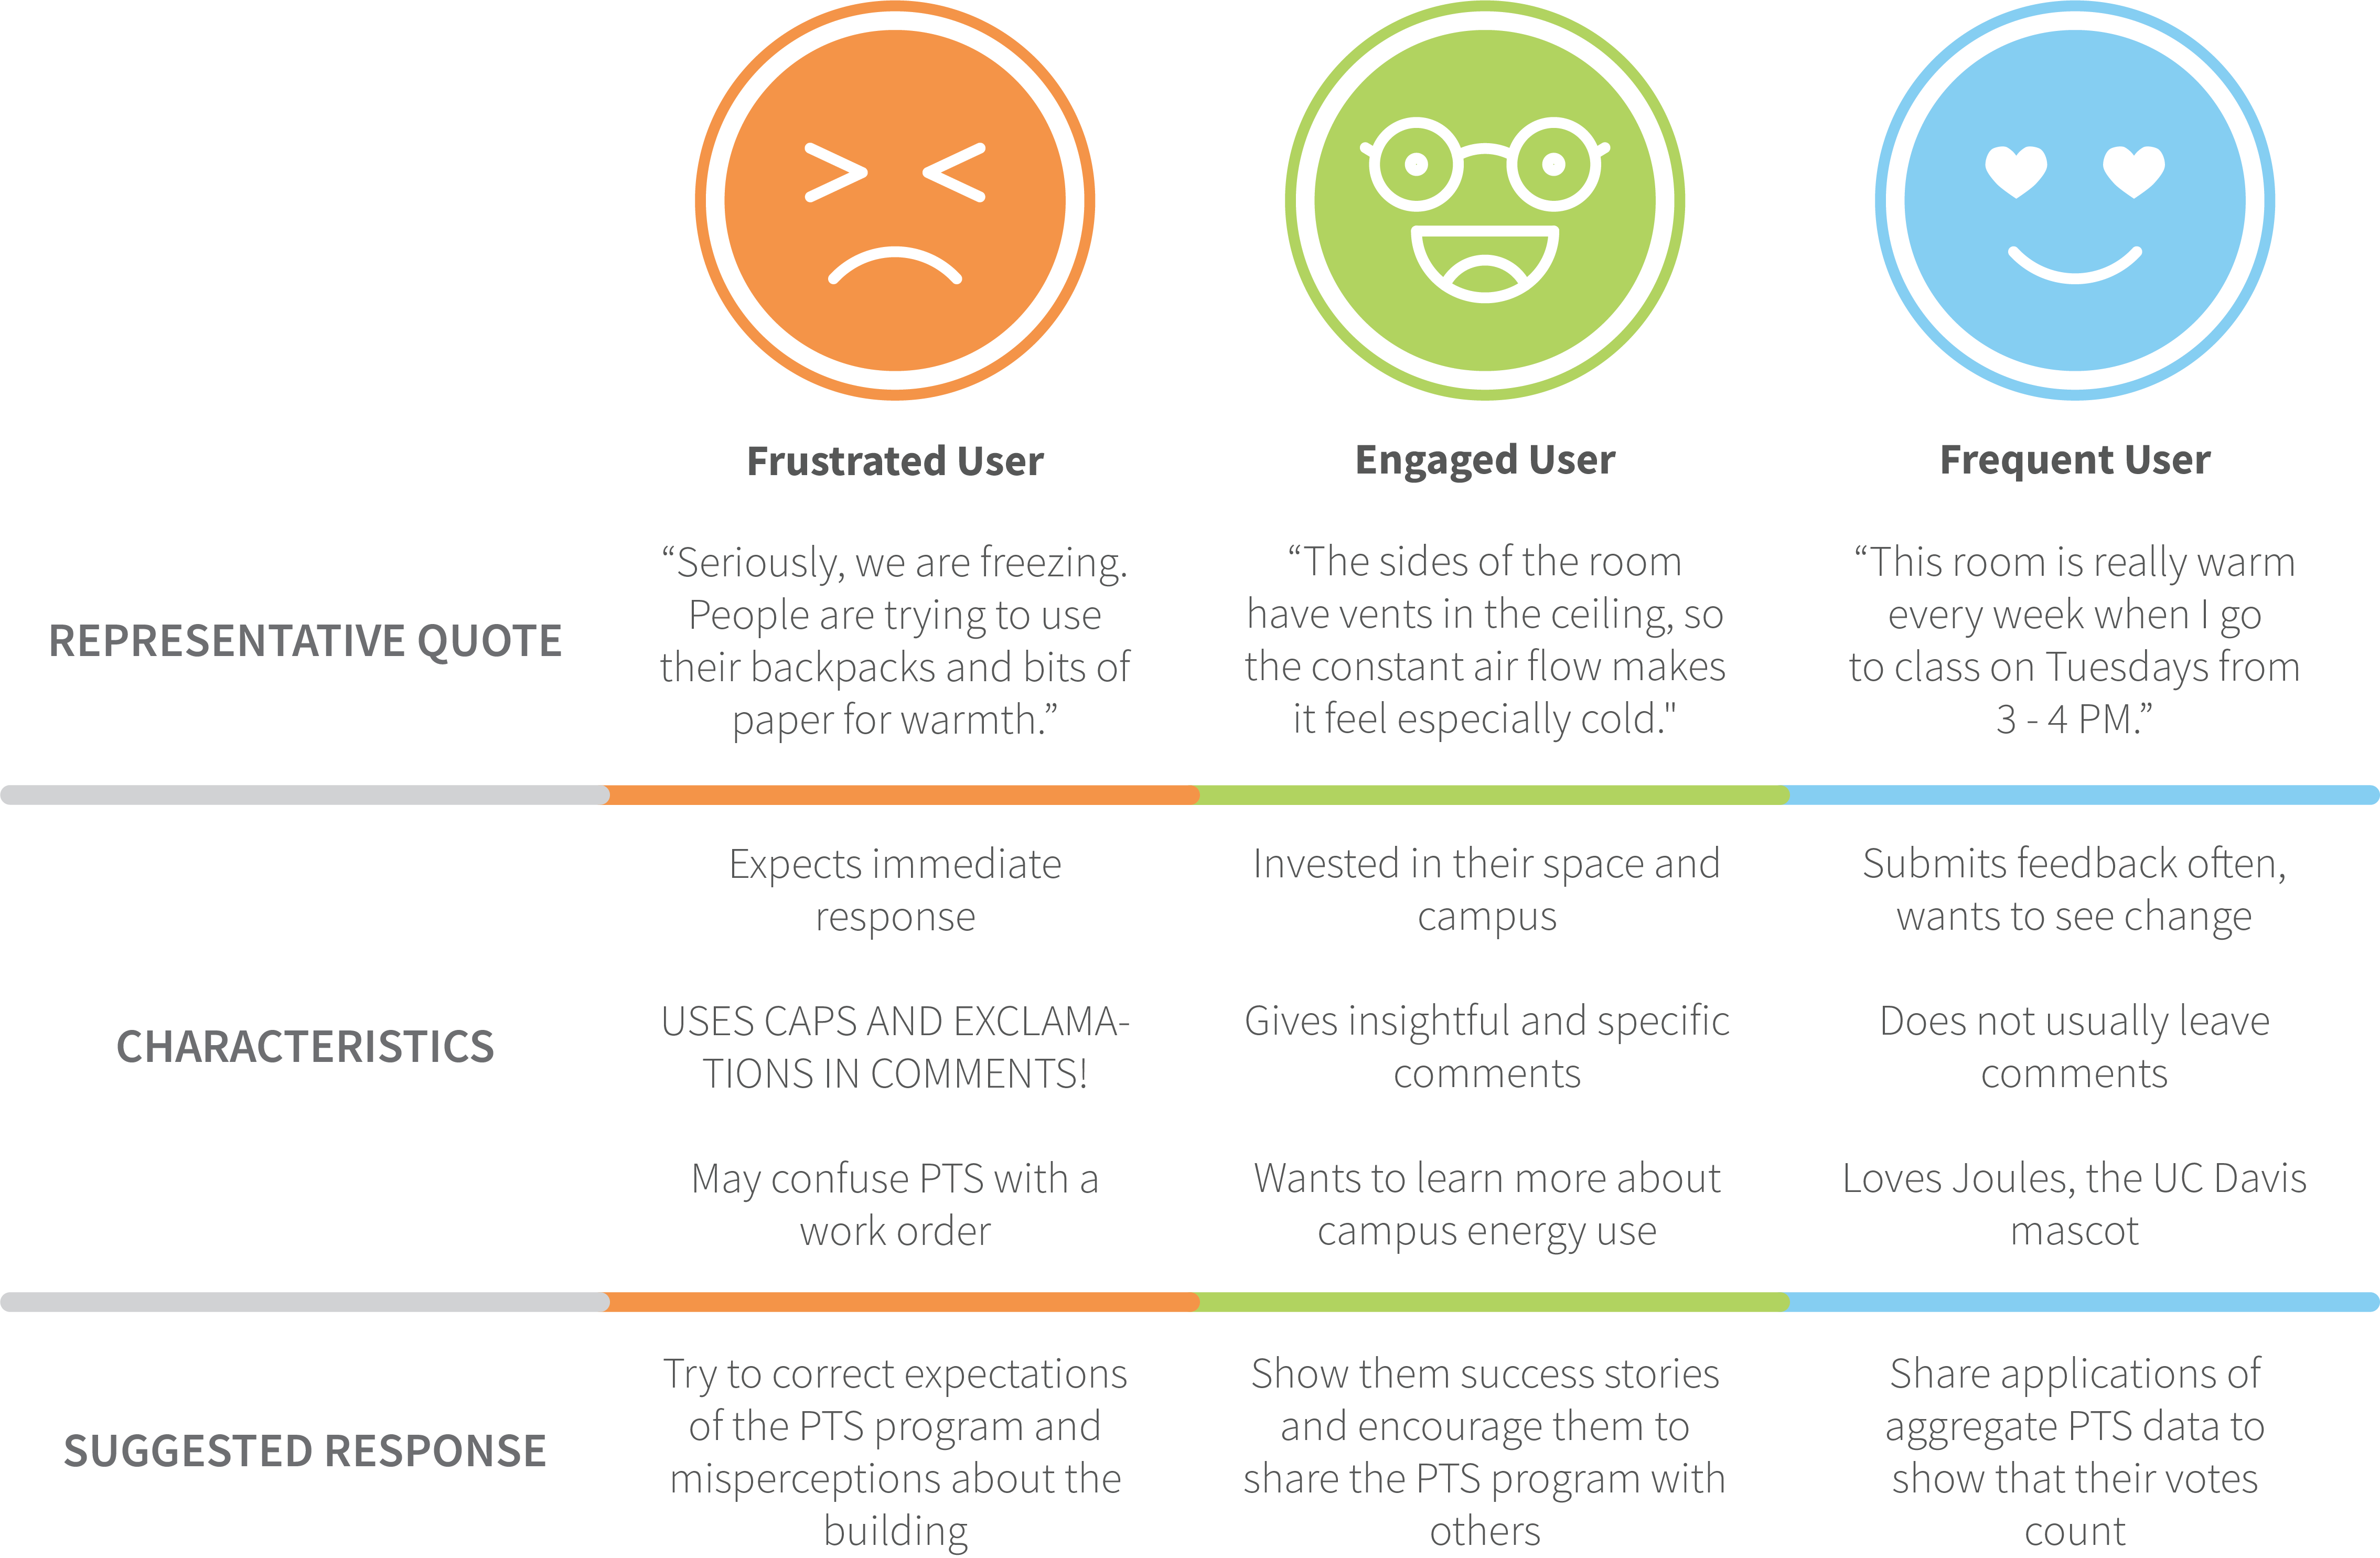 Frustrated User
Engaged User
Frequent User
REPRESENTATIVE QUOTE
“Seriously, we are freezing.
People are trying to use
their backpacks and bits of
paper for warmth.”
“The sides of the room
have vents in the ceiling, so
the constant air flow makes
it feel especially cold."
“This room is really warm
every week when I go
to class on Tuesdays from
3 - 4 PM.”
CHARACTERISTICS
Expects immediate
response
USES CAPS AND EXCLAMA-
TIONS IN COMMENTS!
May confuse PTS with a
work order
Invested in their space and
campus
Gives insightful and specific
comments
Wants to learn more about
campus energy use
Submits feedback often,
wants to see change
Does not usually leave
comments
Loves Joules, the UC Davis
mascot
SUGGESTED RESPONSE
Try to correct expectations
of the PTS program and
misperceptions about the
building
Show them success stories
and encourage them to
share the PTS program with
others
Share applications of
aggregate PTS data to
show that their votes
count